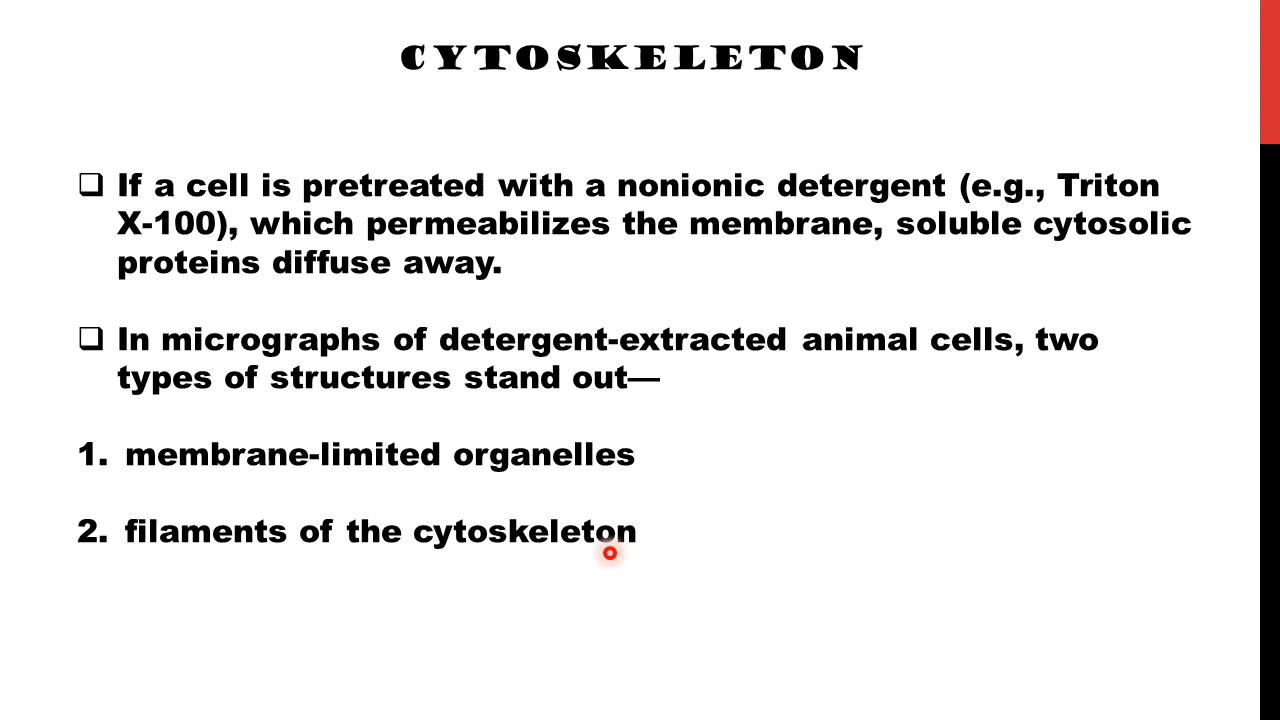 CYTOSKELETON
❑ If a cell is pretreated with a nonionic detergent (e.g., Triton
X-100), which permeabilizes the membrane, soluble cytosolic
proteins diffuse away.
❑ In micrographs of detergent-extracted animal cells, two
types of structures stand out—
1. membrane-limited organelles
2. filaments of the cytoskeleton